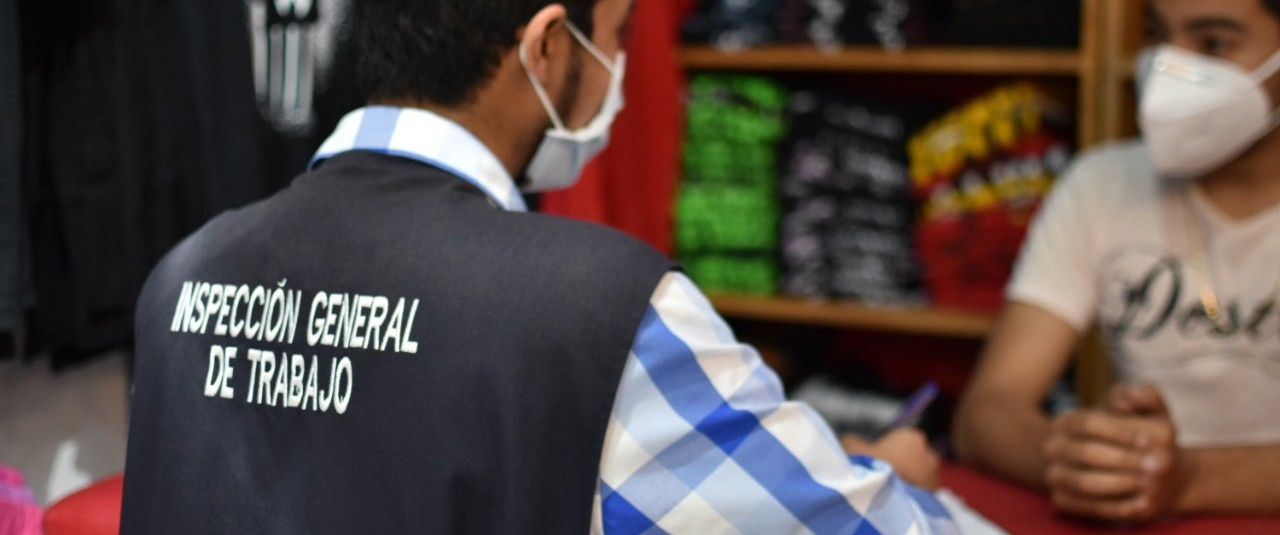 INSPECCIÓN GENERAL
DE TRABAJO